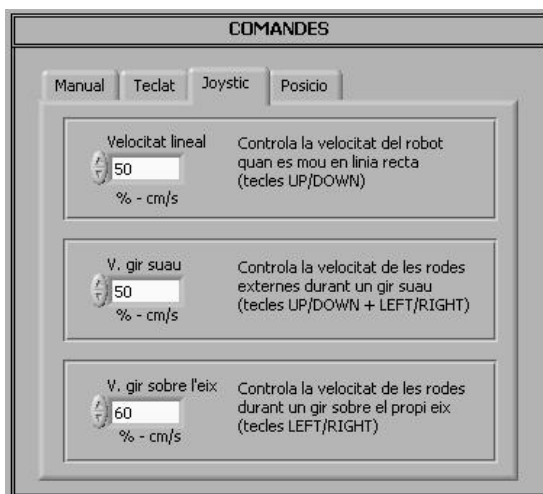 COMANDES
Manual Teclat Joystic Posicio
Velocitat lineal
50
% - cm/s
Controla la velocitat del robot
quan es mou en linia recta
(tecles UP/DOWN)
V. gir suau
50
% - cm/s
Controla la velocitat de les rodes
externes durant un gir suau
(tecles UP/DOWN + LEFT/RIGHT)
V. gir sobre l'eix
60
% - cm/s
Controla la velocitat de les rodes
durant un gir sobre el propi eix
(tecles LEFT/RIGHT)